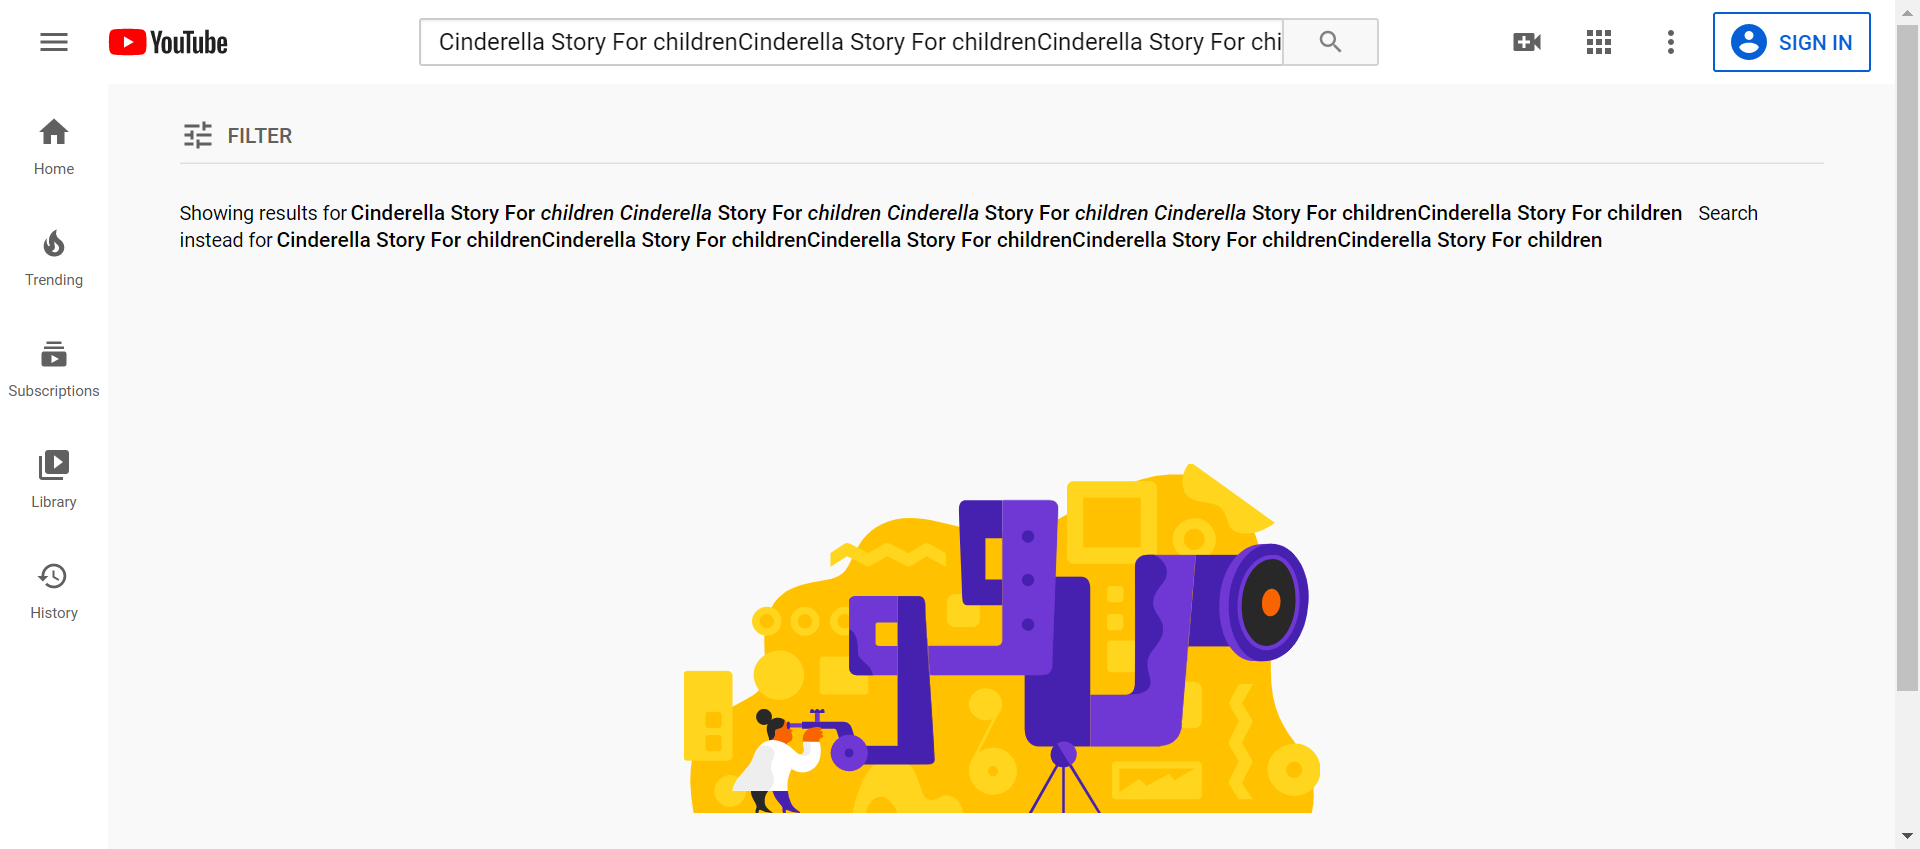 YouTube
Cinderella Story For childrenCinderella Story For childrenCinderella Story For chi
SIGN IN
Home
Trending
Subscriptions
Library
History
FILTER
Showing results for Cinderella Story For children Cinderella Story For children Cinderella Story For children Cinderella Story For childrenCinderella Story For children Search
instead for Cinderella Story For childrenCinderella Story For childrenCinderella Story For childrenCinderella Story For childrenCinderella Story For children